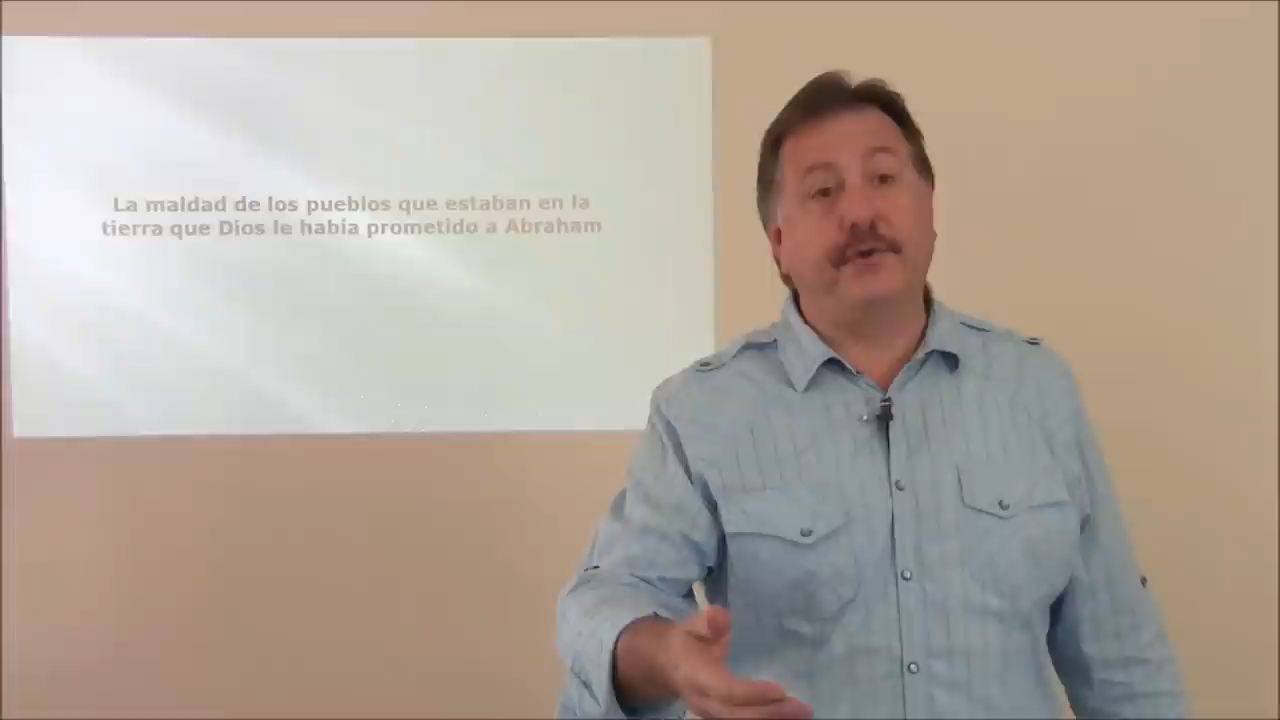 La maldad de los pueblos que estaban en la
tierra que Dios le había prometido a Abraham